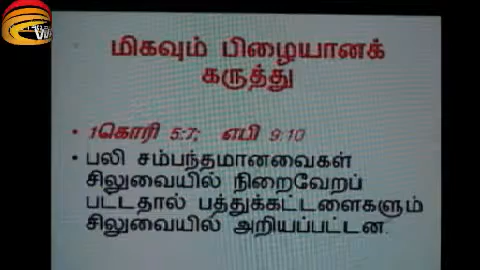 மிகவும் பிழையானக்
கருத்து
• 1கொரி 5:7; எபி 9:10
• பலி சம்பந்தமானவைகள்
சிலுவையில் நிறைவேறப்
பட்டதால் பத்துக்கட்டளைகளும்
சிலுவையில் அறியப்பட்டன.